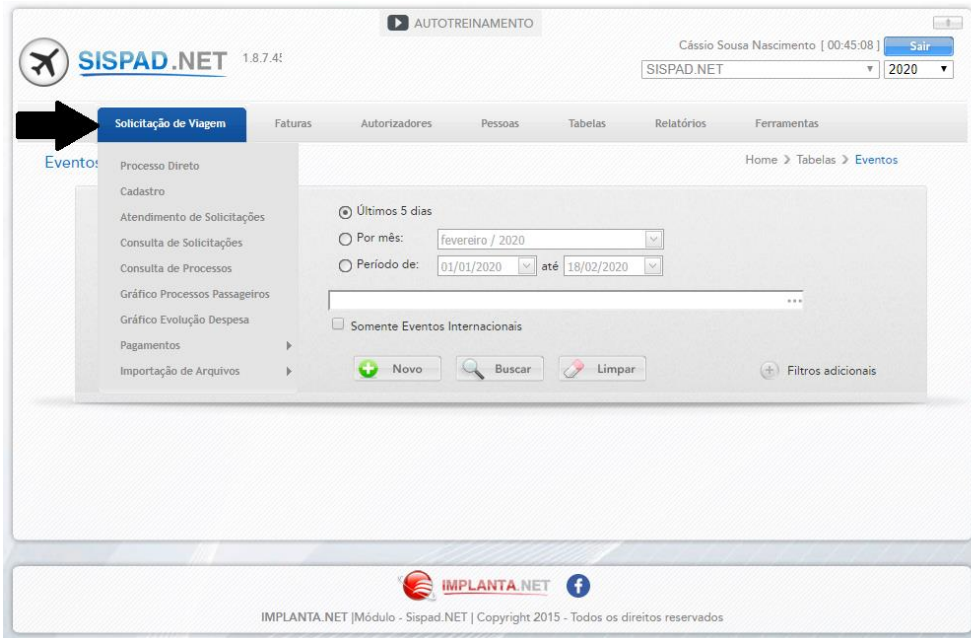 AUTOTREINAMENTO
Cássio Sousa Nascimento [ 00:45:08 ] Sair
SISPAD.NET 1.8.7.45
SISPAD.NET 2020
Solicitação de Viagem Faturas Autorizadores Pessoas Tabelas Relatórios Ferramentas
Eventos
Home > Tabelas > Eventos
Processo Direto
Cadastro
Atendimento de Solicitações
Consulta de Solicitações
Consulta de Processos
Gráfico Processos Passageiros
Gráfico Evolução Despesa
Pagamentos
Importação de Arquivos
Últimos 5 dias
Por mês: fevereiro / 2020
Período de: 01/01/2020 até 18/02/2020
Somente Eventos Internacionais
Novo Buscar Limpar Filtros adicionais
IMPLANTA.NET
IMPLANTA.NET |Módulo - Sispad.NET | Copyright 2015 - Todos os direitos reservados